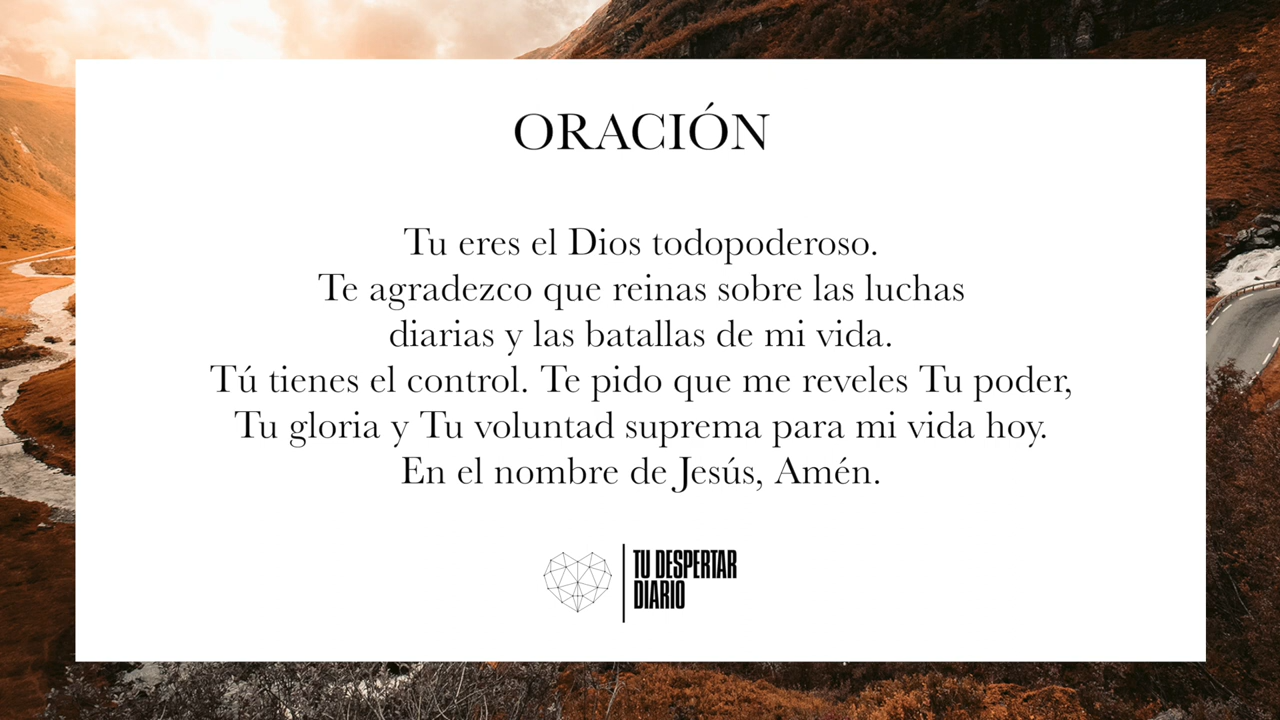 ORACIÓN
Tu eres el Dios todopoderoso.
Te agradezco que reinas sobre las luchas
diarias y las batallas de mi vida.
Tú tienes el control. Te pido que me reveles Tu poder,
Tu gloria y Tu voluntad suprema para mi vida hoy.
En el nombre de Jesús, Amén.
TU DESPERTAR
DIARIO